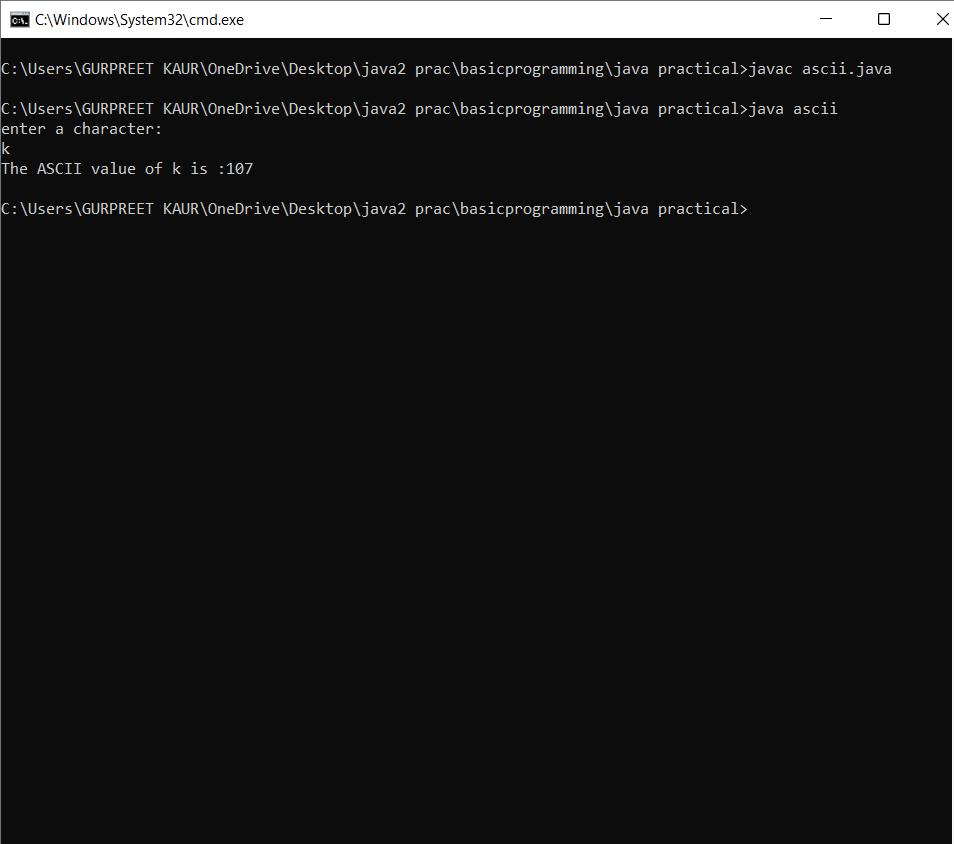 C:\Windows\System32\cmd.exe
C:\Users\GURPREET KAUR\OneDrive\Desktop\java2 prac\basicprogramming\java practical>javac ascii.java
C:\Users\GURPREET KAUR\OneDrive\Desktop\java2 prac\basicprogramming\java practical>java ascii
enter a character:
k
The ASCII value of k is :107
C:\Users\GURPREET KAUR\OneDrive\Desktop\java2 prac\basicprogramming\java practical>